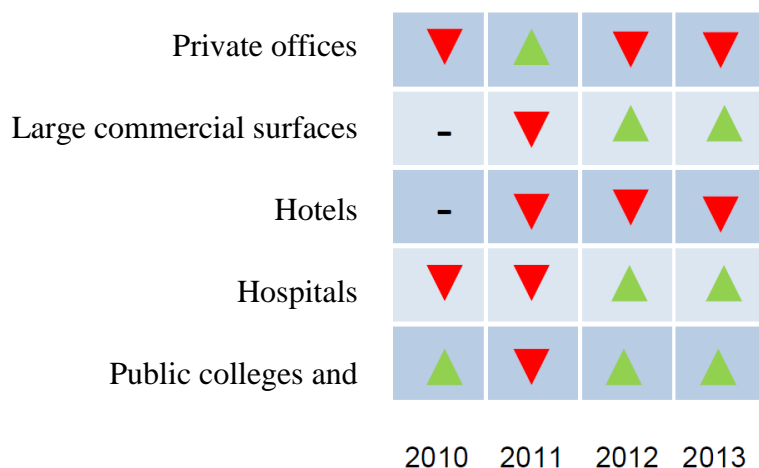 Private offices
Large commercial surfaces
-
Hotels
-
Hospitals
Public colleges and
2010 2011 2012 2013